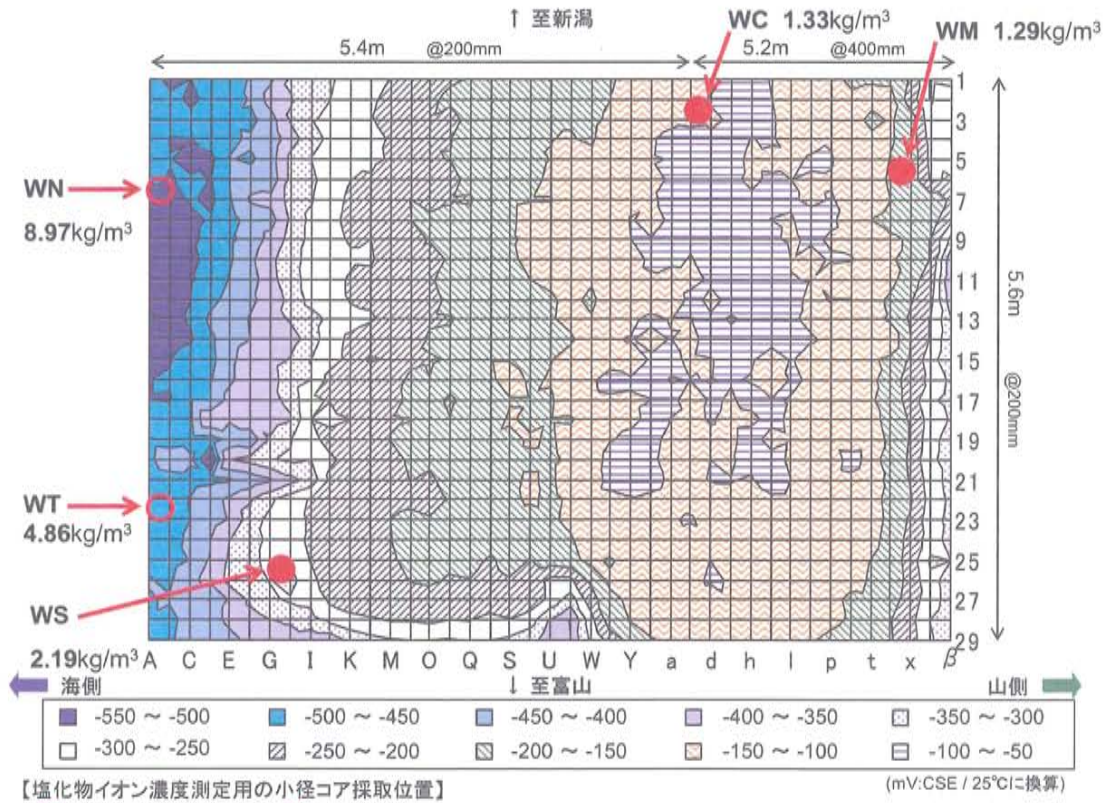 ↑ 至新潟
WC 1.33kg/m³
WM 1.29kg/m³
5.4m @200mm
5.2m @400mm
WN
8.97kg/m³
WT
4.86kg/m³
WS
2.19kg/m³
1
3
5
7
9
11
13
15
17
19
21
23
25
27
29
5.6m @200mm
A C E G I K M O Q S U W Y a d h l p t x β
海側
↓ 至富山
山側
-550 ～ -500 -500 ～ -450 -450 ～ -400 -400 ～ -350 -350 ～ -300
-300 ～ -250 -250 ～ -200 -200 ～ -150 -150 ～ -100 -100 ～ -50
【塩化物イオン濃度測定用の小径コア採取位置】
(mV:CSE / 25℃に換算)